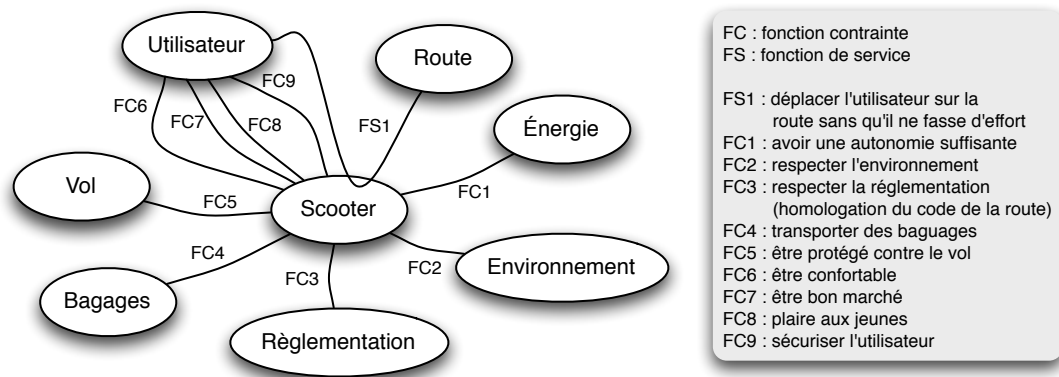 Utilisateur
Route
FC9
FC6
FC7
FC8
FS1
Énergie
Vol
FC5
Scooter
FC1
FC4
FC3
FC2
Environnement
Bagages
Règlementation
FC : fonction contrainte
FS : fonction de service
FS1 : déplacer l'utilisateur sur la
route sans qu'il ne fasse d'effort
FC1 : avoir une autonomie suffisante
FC2 : respecter l'environnement
FC3 : respecter la réglementation
(homologation du code de la route)
FC4 : transporter des baguages
FC5 : être protégé contre le vol
FC6 : être confortable
FC7 : être bon marché
FC8 : plaire aux jeunes
FC9 : sécuriser l'utilisateur